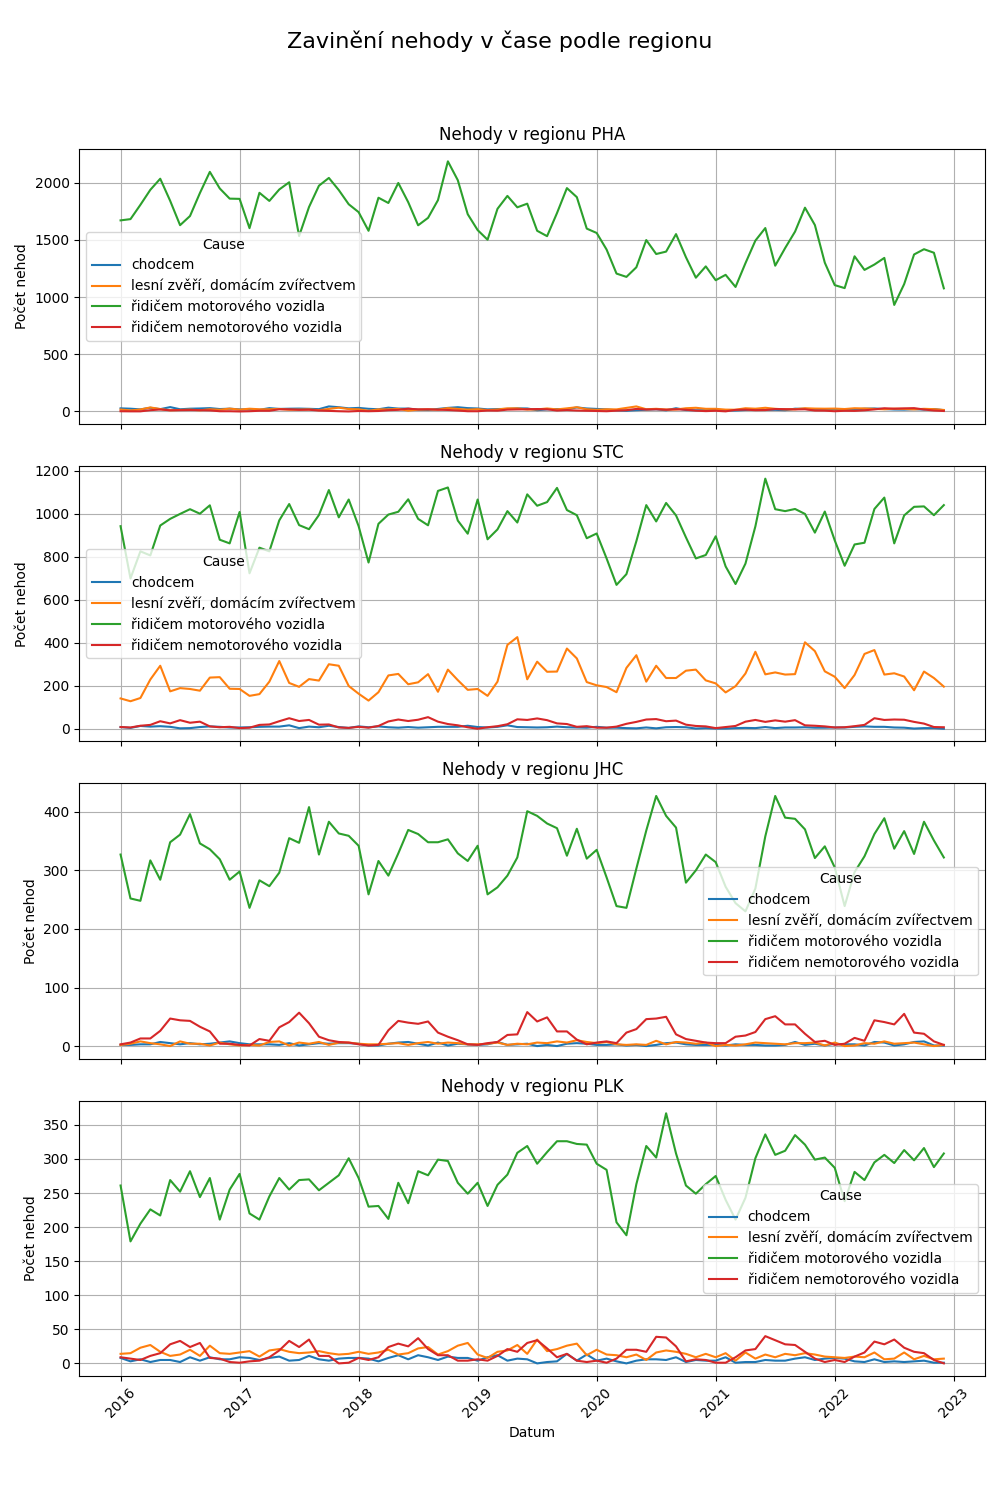 Zavinění nehody v čase podle regionu
Nehody v regionu PHA
2000
1500
1000
500
0
Počet nehod
Cause
chodcem
lesní zvěří, domácím zvířectvem
řidičem motorového vozidla
řidičem nemotorového vozidla
Nehody v regionu STC
1200
1000
800
600
400
200
0
Počet nehod
Cause
chodcem
lesní zvěří, domácím zvířectvem
řidičem motorového vozidla
řidičem nemotorového vozidla
Nehody v regionu JHC
400
300
200
100
0
Počet nehod
Cause
chodcem
lesní zvěří, domácím zvířectvem
řidičem motorového vozidla
řidičem nemotorového vozidla
Nehody v regionu PLK
350
300
250
200
150
100
50
0
Počet nehod
Cause
chodcem
lesní zvěří, domácím zvířectvem
řidičem motorového vozidla
řidičem nemotorového vozidla
2016 2017 2018 2019 2020 2021 2022 2023
Datum